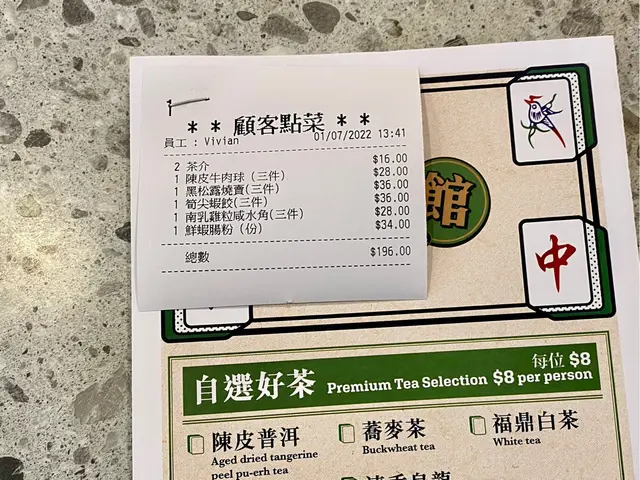 ** 顧客點菜 **
員工 : Vivian 01/07/2022 13:41
2 茶介 $16.00
1 陳皮牛肉球 (三件) $28.00
1 黑松露燒賣(三件) $36.00
1 筍尖蝦餃(三件) $36.00
1 南乳雞粒咸水角(三件) $28.00
1 鮮蝦腸粉 (份) $34.00
總數 $196.00
館
中
自選好茶 Premium Tea Selection $8 per person
每位 $8
陳皮普洱
Aged dried tangerine
peel pu-erh tea
蕎麥茶
Buckwheat tea
福鼎白茶
White tea